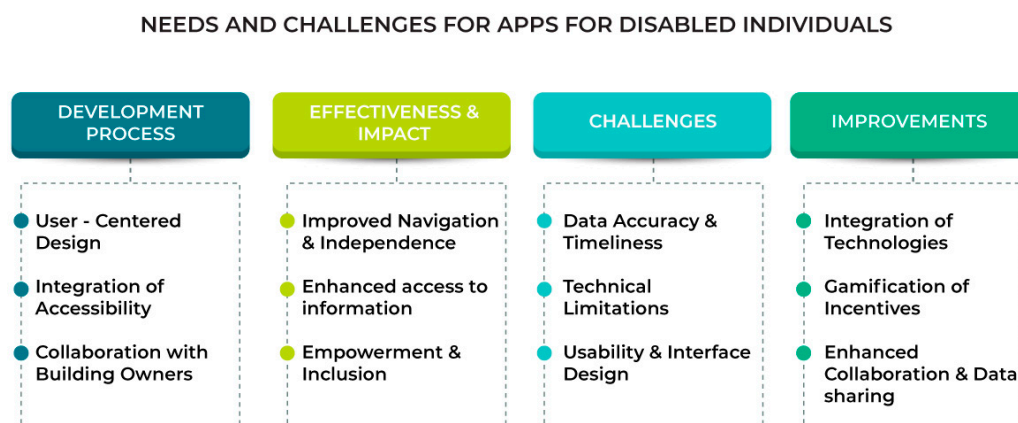 NEEDS AND CHALLENGES FOR APPS FOR DISABLED INDIVIDUALS
DEVELOPMENT
PROCESS
User - Centered
Design
Integration of
Accessibility
Collaboration with
Building Owners
EFFECTIVENESS &
IMPACT
Improved Navigation
& Independence
Enhanced access to
information
Empowerment &
Inclusion
CHALLENGES
Data Accuracy &
Timeliness
Technical
Limitations
Usability & Interface
Design
IMPROVEMENTS
Integration of
Technologies
Gamification of
Incentives
Enhanced
Collaboration & Data
sharing